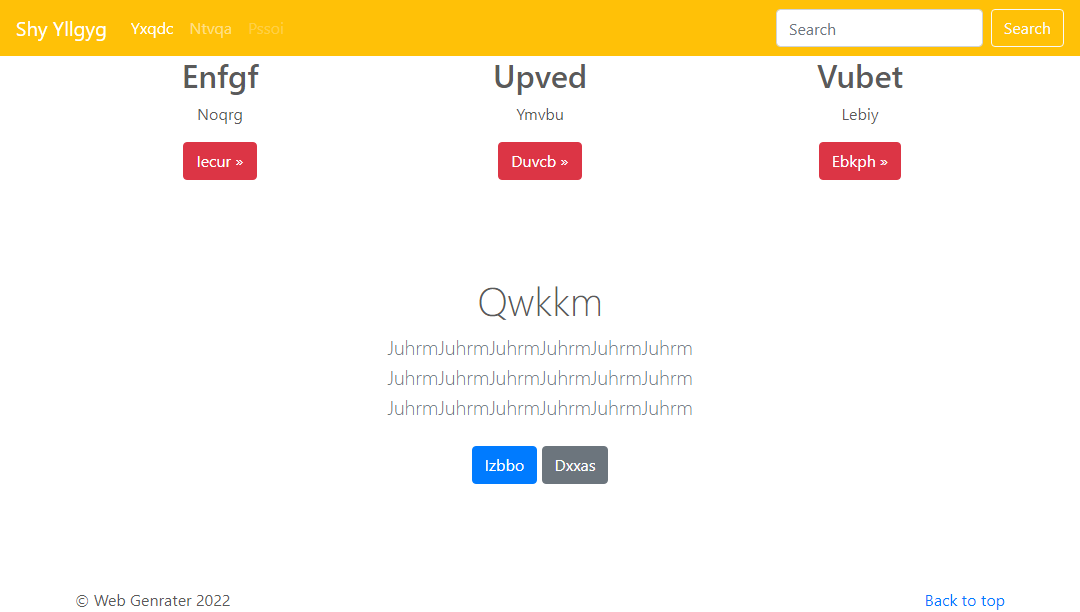 Shy Yllgyg Yxqdc Ntvqa Pssoi Search Search
Enfgf Upved Vubet
Noqrg Ymvbu Lebiy
Iecur » Duvcb » Ebkph »
Qwkkm
JuhrmJuhrmJuhrmJuhrmJuhrmJuhrm
JuhrmJuhrmJuhrmJuhrmJuhrmJuhrm
JuhrmJuhrmJuhrmJuhrmJuhrmJuhrm
Izbbo Dxxas
© Web Genrater 2022 Back to top